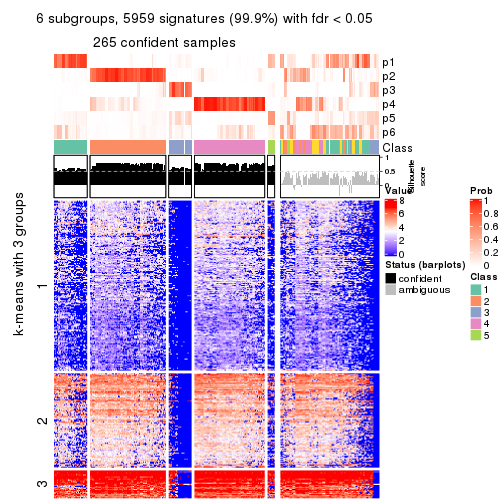 6 subgroups, 5959 signatures (99.9%) with fdr < 0.05
265 confident samples
p1
p2
p3
p4
p5
p6
Class
1
0.5
0
Silhouette
score
k-means with 3 groups
1
2
3
Value
8
6
4
2
0
Status (barplots)
confident
ambiguous
Prob
1
0.8
0.6
0.4
0.2
0
Class
1
2
3
4
5